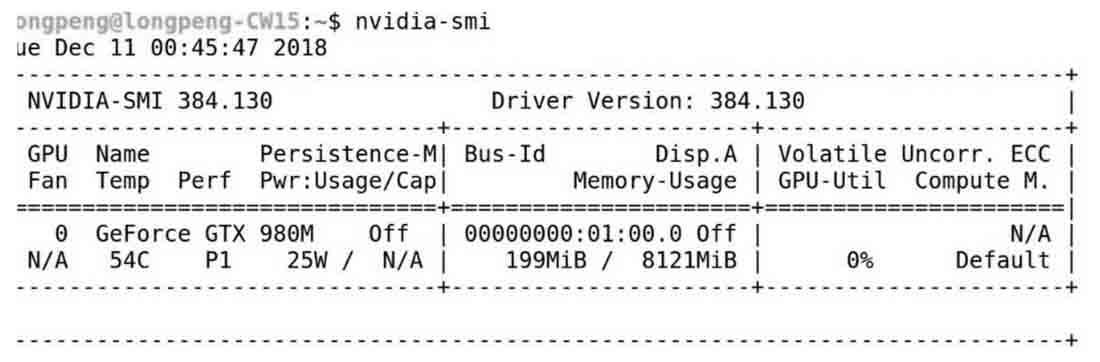 ongpeng@longpeng-CW15:~$ nvidia-smi
ue Dec 11 00:45:47 2018
-------------------------------------------------------------------------------+
NVIDIA-SMI 384.130                Driver Version: 384.130                   |
-------------------------------+----------------------+----------------------+
GPU  Name        Persistence-M| Bus-Id        Disp.A | Volatile Uncorr. ECC |
Fan  Temp  Perf  Pwr:Usage/Cap|         Memory-Usage | GPU-Util  Compute M. |
===============================+======================+======================|
  0  GeForce GTX 980M    Off  | 00000000:01:00.0 Off |                  N/A |
N/A   54C    P1    25W /  N/A |    199MiB /  8121MiB |      0%      Default |
-------------------------------+----------------------+----------------------+
-------------------------------------------------------------------------------+